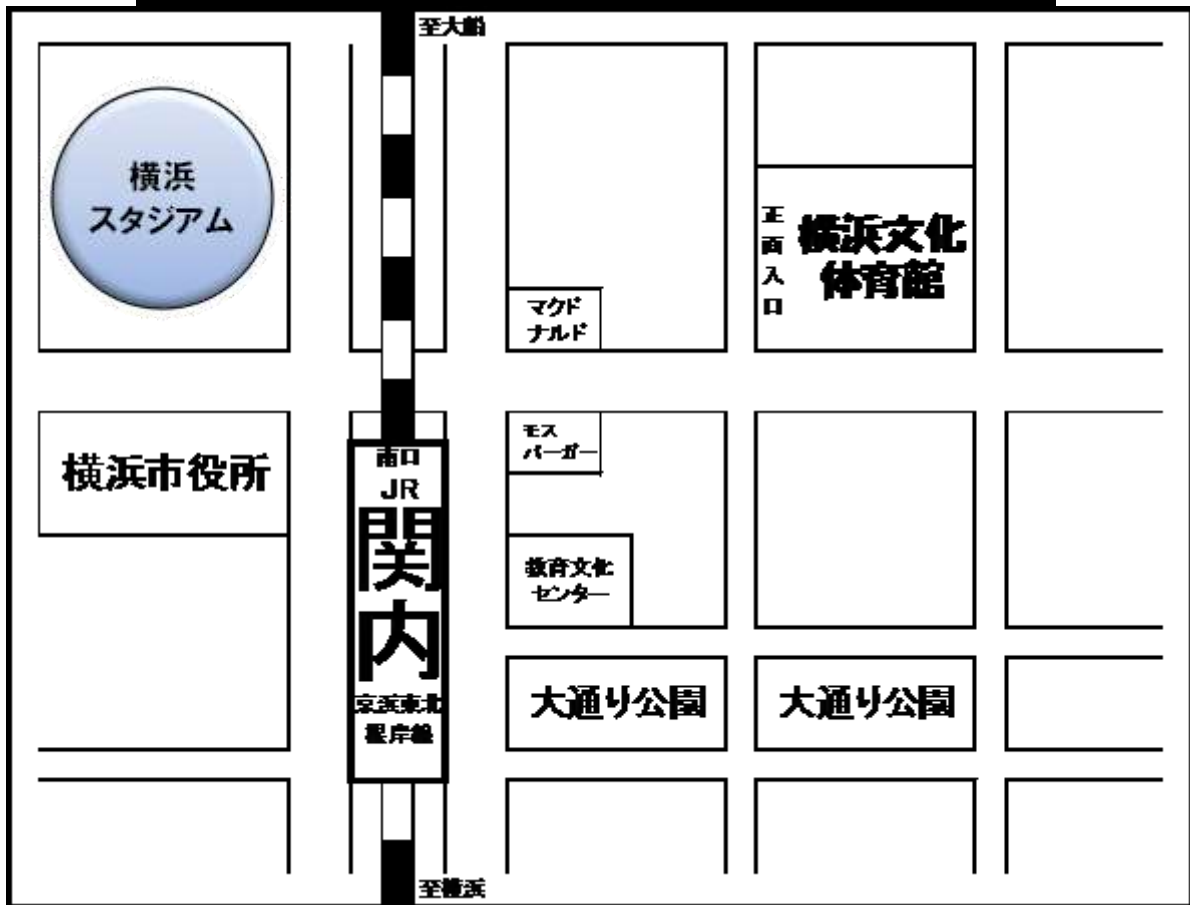 至大船
横浜
スタジアム
正面入口
横浜文化
体育館
マクド
ナルド
モス
バーガー
横浜市役所
南口
JR
関
内
京浜東北
根岸線
教育文化
センター
大通り公園
大通り公園
至横浜